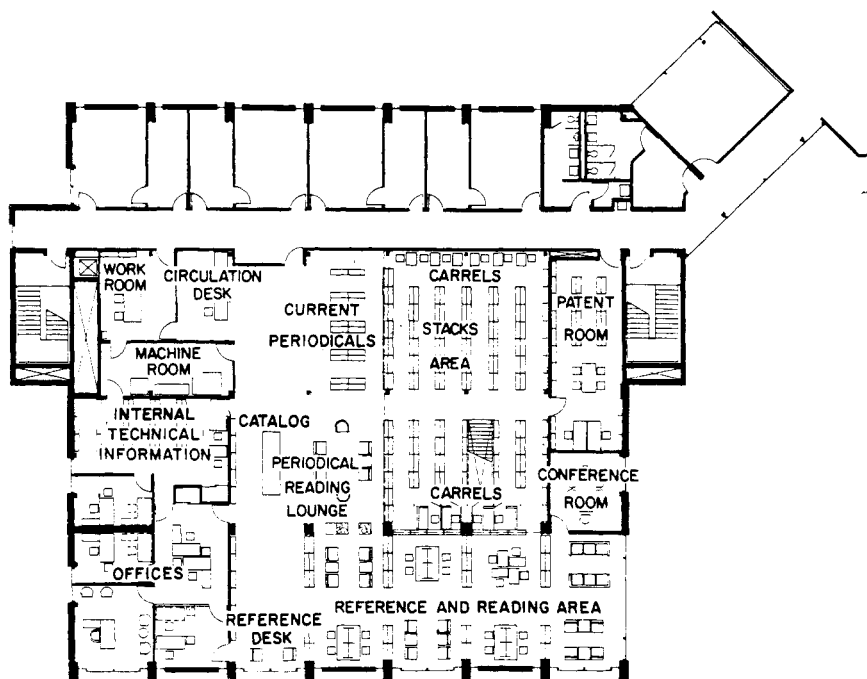 WORK
ROOM
CIRCULATION
DESK
CARRELS
CURRENT
PERIODICALS
STACKS
AREA
PATENT
ROOM
MACHINE
ROOM
INTERNAL
TECHNICAL
INFORMATION
CATALOG
PERIODICAL
READING
LOUNGE
CARRELS
CONFERENCE
ROOM
OFFICES
REFERENCE
DESK
REFERENCE AND READING AREA